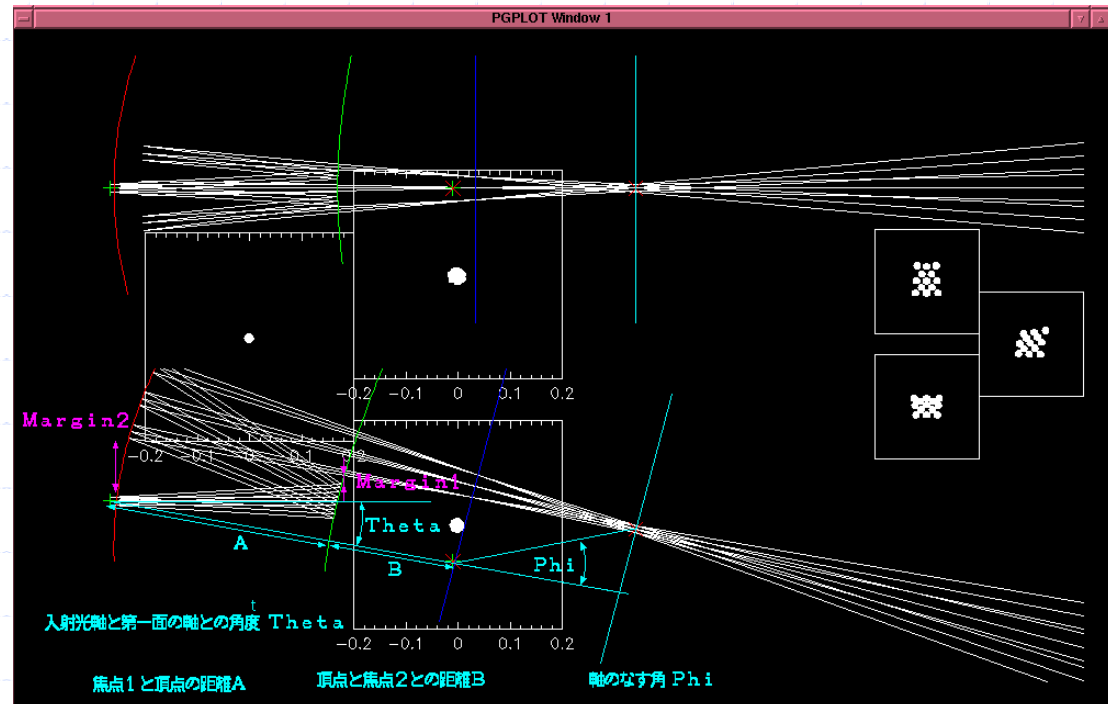 PGPLOT Window 1
-0.2 -0.1 0 0.1 0.2
Margin2
-0.2 -0.1 0 0.1 0.2
Margin1
Theta
A
B
Phi
t
入射光軸と第一面の軸との角度 Theta
-0.2 -0.1 0 0.1 0.2
焦点1と頂点の距離A
頂点と焦点2との距離B
軸のなす角 Phi